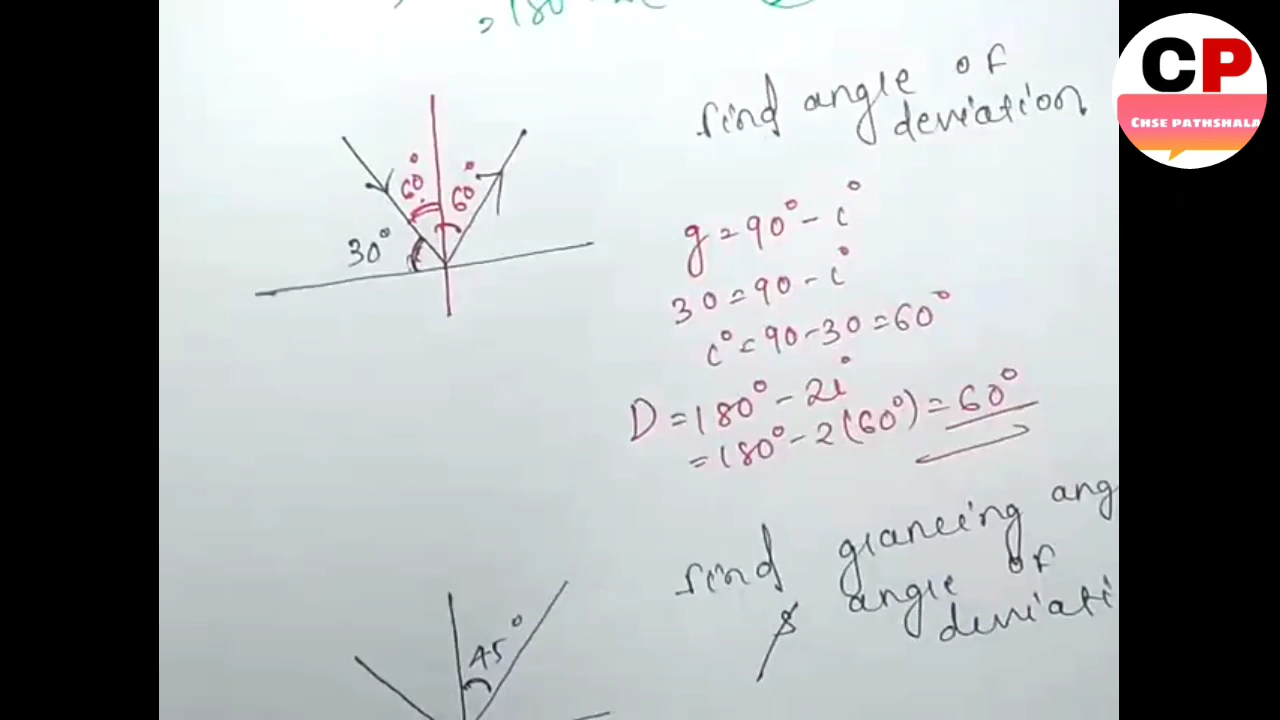 CP
CHSE PATHSHALA
find angle of
deviation
60° 60°
30°
g = 90° - i°
30 = 90 - i°
i° = 90 - 30 = 60°
D = 180° - 2i°
= 180° - 2(60°) = 60°
find glancing ang
& angle of
deviati
45°